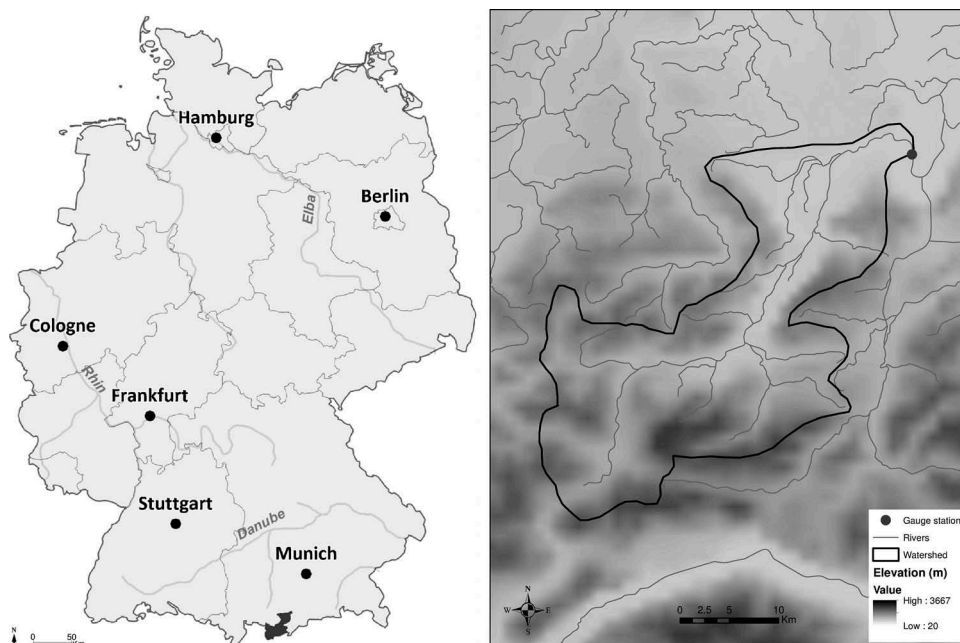 Hamburg
Berlin
Elba
Cologne
Rhin
Frankfurt
Stuttgart
Danube
Munich
N
0 50
Gauge station
Rivers
Watershed
Elevation (m)
Value
High : 3667
Low : 20
N
W E
S
0 2.5 5 10
Km